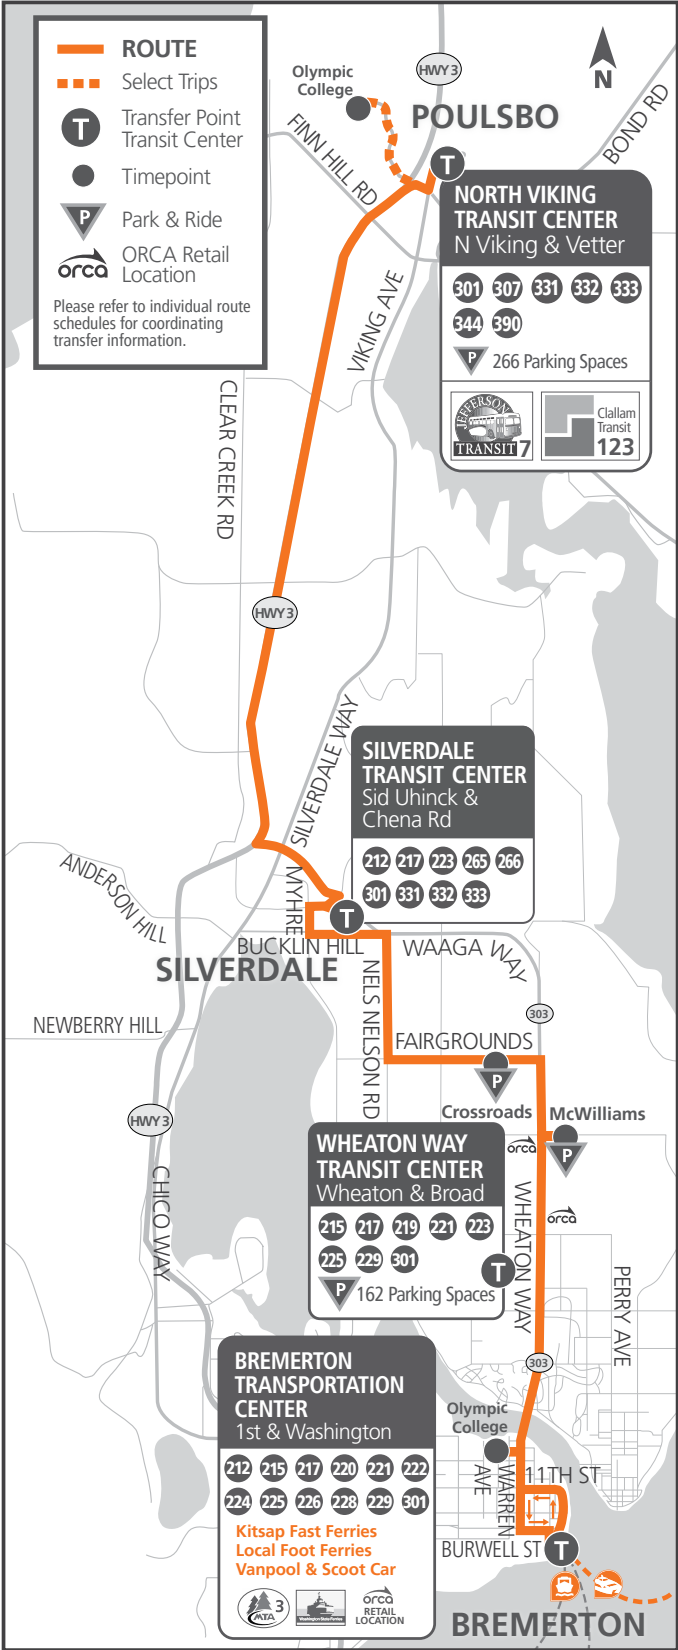 ROUTE
Select Trips
T
Transfer Point
Transit Center
Timepoint
P
Park & Ride
orca
ORCA Retail
Location
Please refer to individual route
schedules for coordinating
transfer information.
Olympic
College
HWY 3
N
POULSBO
BOND RD
FINN HILL RD
T
NORTH VIKING
TRANSIT CENTER
N Viking & Vetter
301 307 331 332 333
344 390
P 266 Parking Spaces
JEFFERSON
TRANSIT 7
Clallam
Transit
123
VIKING AVE
CLEAR CREEK RD
HWY 3
SILVERDALE WAY
SILVERDALE
TRANSIT CENTER
Sid Uhinck &
Chena Rd
212 217 223 265 266
301 331 332 333
ANDERSON HILL
MYHRE
T
BUCKLIN HILL
WAAGA WAY
SILVERDALE
NELS NELSON RD
303
NEWBERRY HILL
FAIRGROUNDS
P
Crossroads
McWilliams
P
HWY 3
orca
WHEATON WAY
TRANSIT CENTER
Wheaton & Broad
215 217 219 221 223
225 229 301
T
P 162 Parking Spaces
CHICO WAY
WHEATON WAY
orca
PERRY AVE
303
BREMERTON
TRANSPORTATION
CENTER
1st & Washington
212 215 217 220 221 222
224 225 226 228 229 301
Kitsap Fast Ferries
Local Foot Ferries
Vanpool & Scoot Car
MTA 3
Washington State Ferries
orca
RETAIL
LOCATION
Olympic
College
11TH ST
WARREN
AVE
BURWELL ST
T
BREMERTON